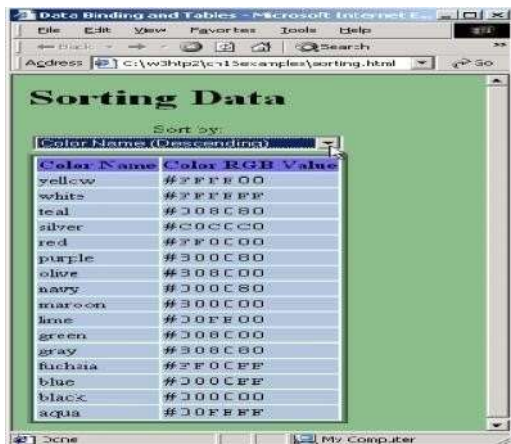 Data Binding and Tables - Microsoft Internet E...
File Edit View Favorites Tools Help
Back Search
Address C:\w3htp2\ch15examples\sorting.html Go
Sorting Data
Sort by:
Color Name (Descending)
Color Name Color RGB Value
yellow #FFFF00
white #FFFFFF
teal #008080
silver #C0C0C0
red #FF0000
purple #800080
olive #808000
navy #000080
maroon #800000
lime #00FF00
green #008000
gray #808080
fuchsia #FF00FF
blue #0000FF
black #000000
aqua #00FFFF
Done My Computer